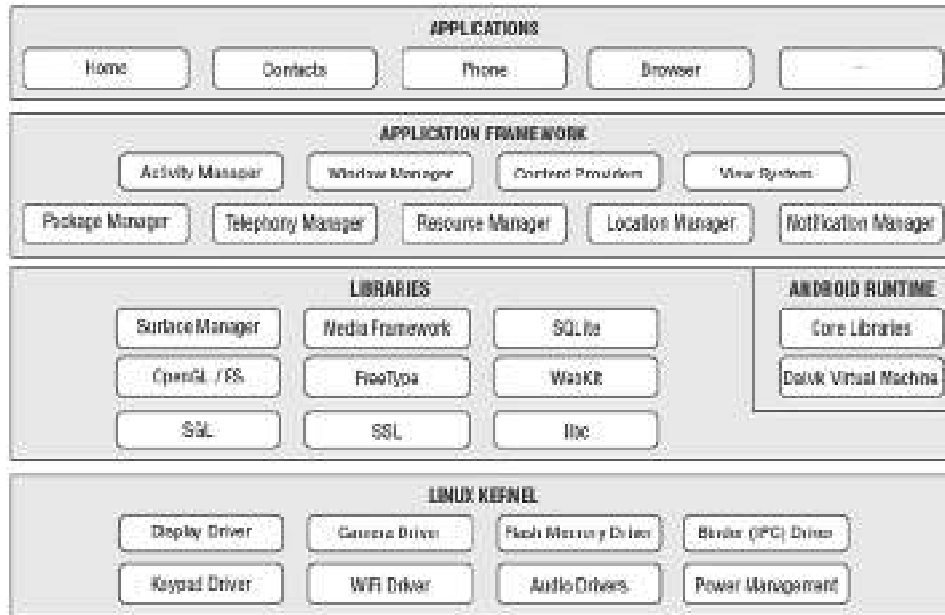 APPLICATIONS
Home Contacts Phone Browser ...
APPLICATION FRAMEWORK
Activity Manager Window Manager Content Providers View System
Package Manager Telephony Manager Resource Manager Location Manager Notification Manager
LIBRARIES ANDROID RUNTIME
Surface Manager Media Framework SQLite Core Libraries
OpenGL / ES FreeType WebKit Dalvik Virtual Machine
SGL SSL libc
LINUX KERNEL
Display Driver Camera Driver Flash Memory Driver Binder (IPC) Driver
Keypad Driver WiFi Driver Audio Drivers Power Management